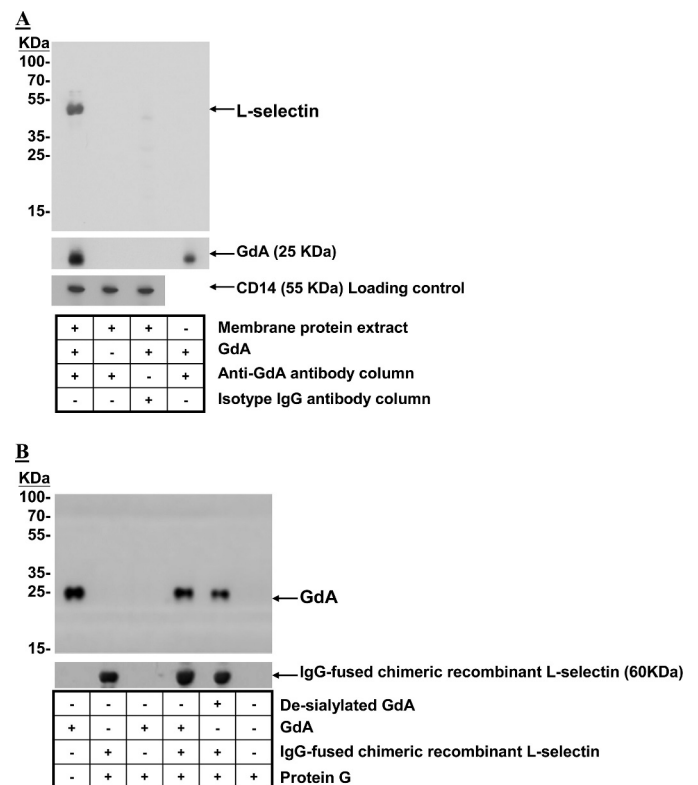 A
KDa
100-
70-
55-
L-selectin
35-
25-
15-
GdA (25 KDa)
CD14 (55 KDa) Loading control
+ + + - Membrane protein extract
+ - + + GdA
+ + - + Anti-GdA antibody column
- - + - Isotype IgG antibody column
B
KDa
100-
70-
55-
35-
25-
GdA
15-
IgG-fused chimeric recombinant L-selectin (60KDa)
- - - - + - De-sialylated GdA
+ - + + - - GdA
- + - + + - IgG-fused chimeric recombinant L-selectin
- + + + + + Protein G